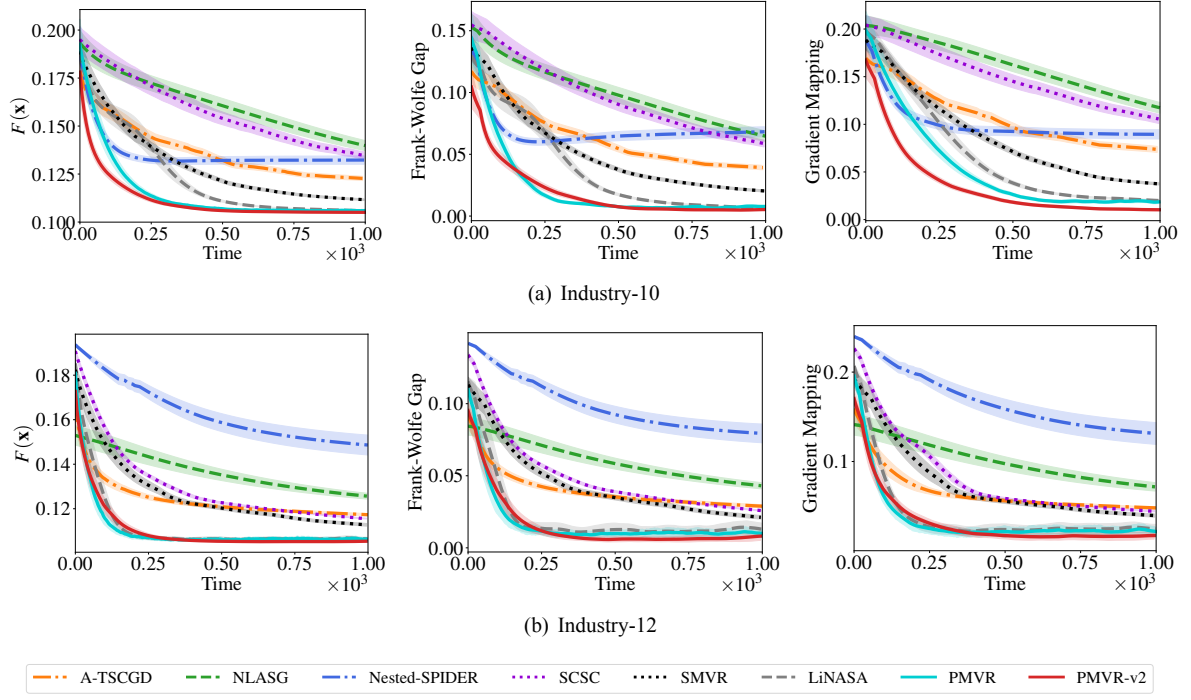 F(x)
0.200
0.175
0.150
0.125
0.100
0.00 0.25 0.50 0.75 1.00
Time
×10³
Frank-Wolfe Gap
0.15
0.10
0.05
0.00
0.00 0.25 0.50 0.75 1.00
Time
×10³
Gradient Mapping
0.20
0.15
0.10
0.05
0.00
0.00 0.25 0.50 0.75 1.00
Time
×10³
(a) Industry-10
F(x)
0.18
0.16
0.14
0.12
0.00 0.25 0.50 0.75 1.00
Time
×10³
Frank-Wolfe Gap
0.10
0.05
0.00
0.00 0.25 0.50 0.75 1.00
Time
×10³
Gradient Mapping
0.2
0.1
0.00 0.25 0.50 0.75 1.00
Time
×10³
(b) Industry-12
A-TSCGD NLASG Nested-SPIDER SCSC SMVR LiNASA PMVR PMVR-v2